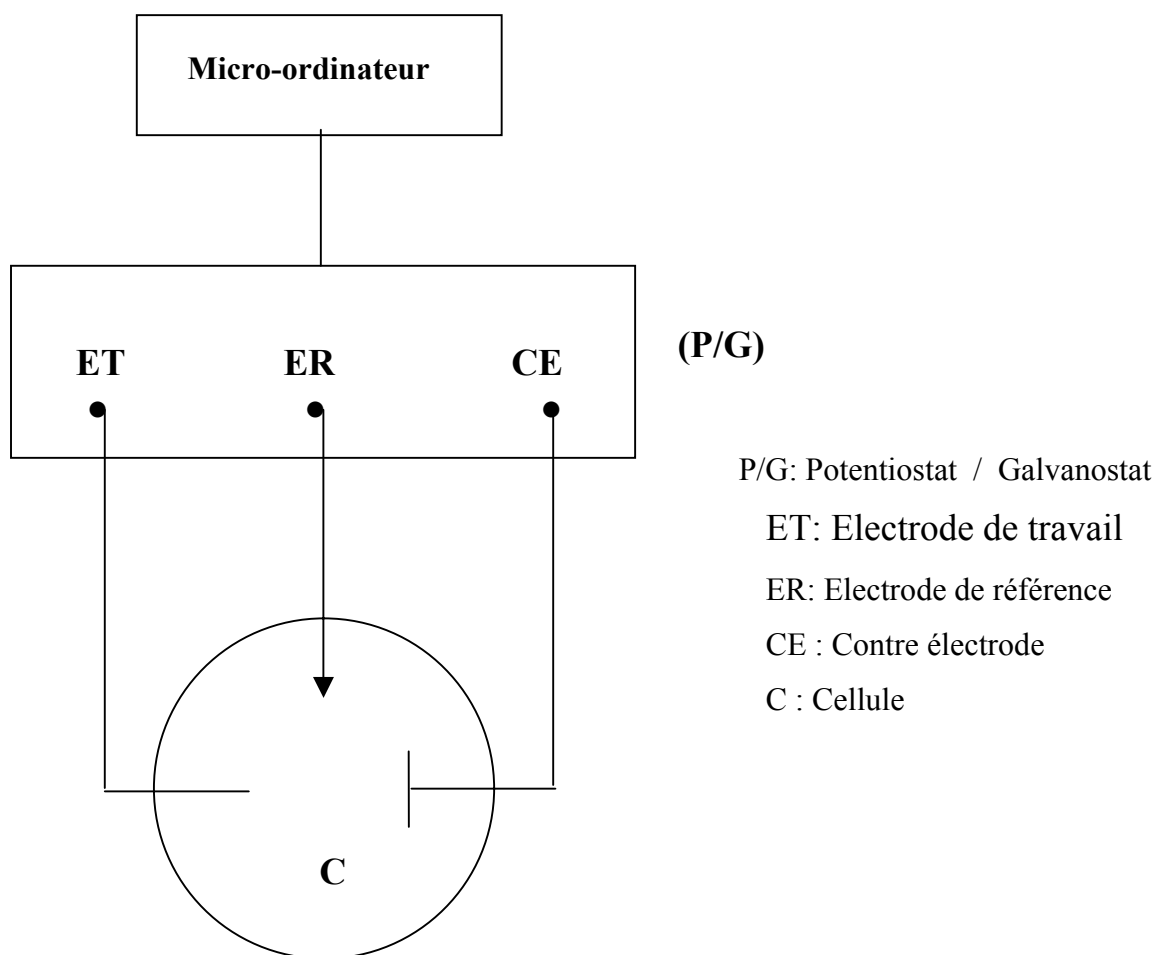 Micro-ordinateur
ET ER CE
(P/G)
P/G: Potentiostat / Galvanostat
ET: Electrode de travail
ER: Electrode de référence
CE : Contre électrode
C : Cellule
C